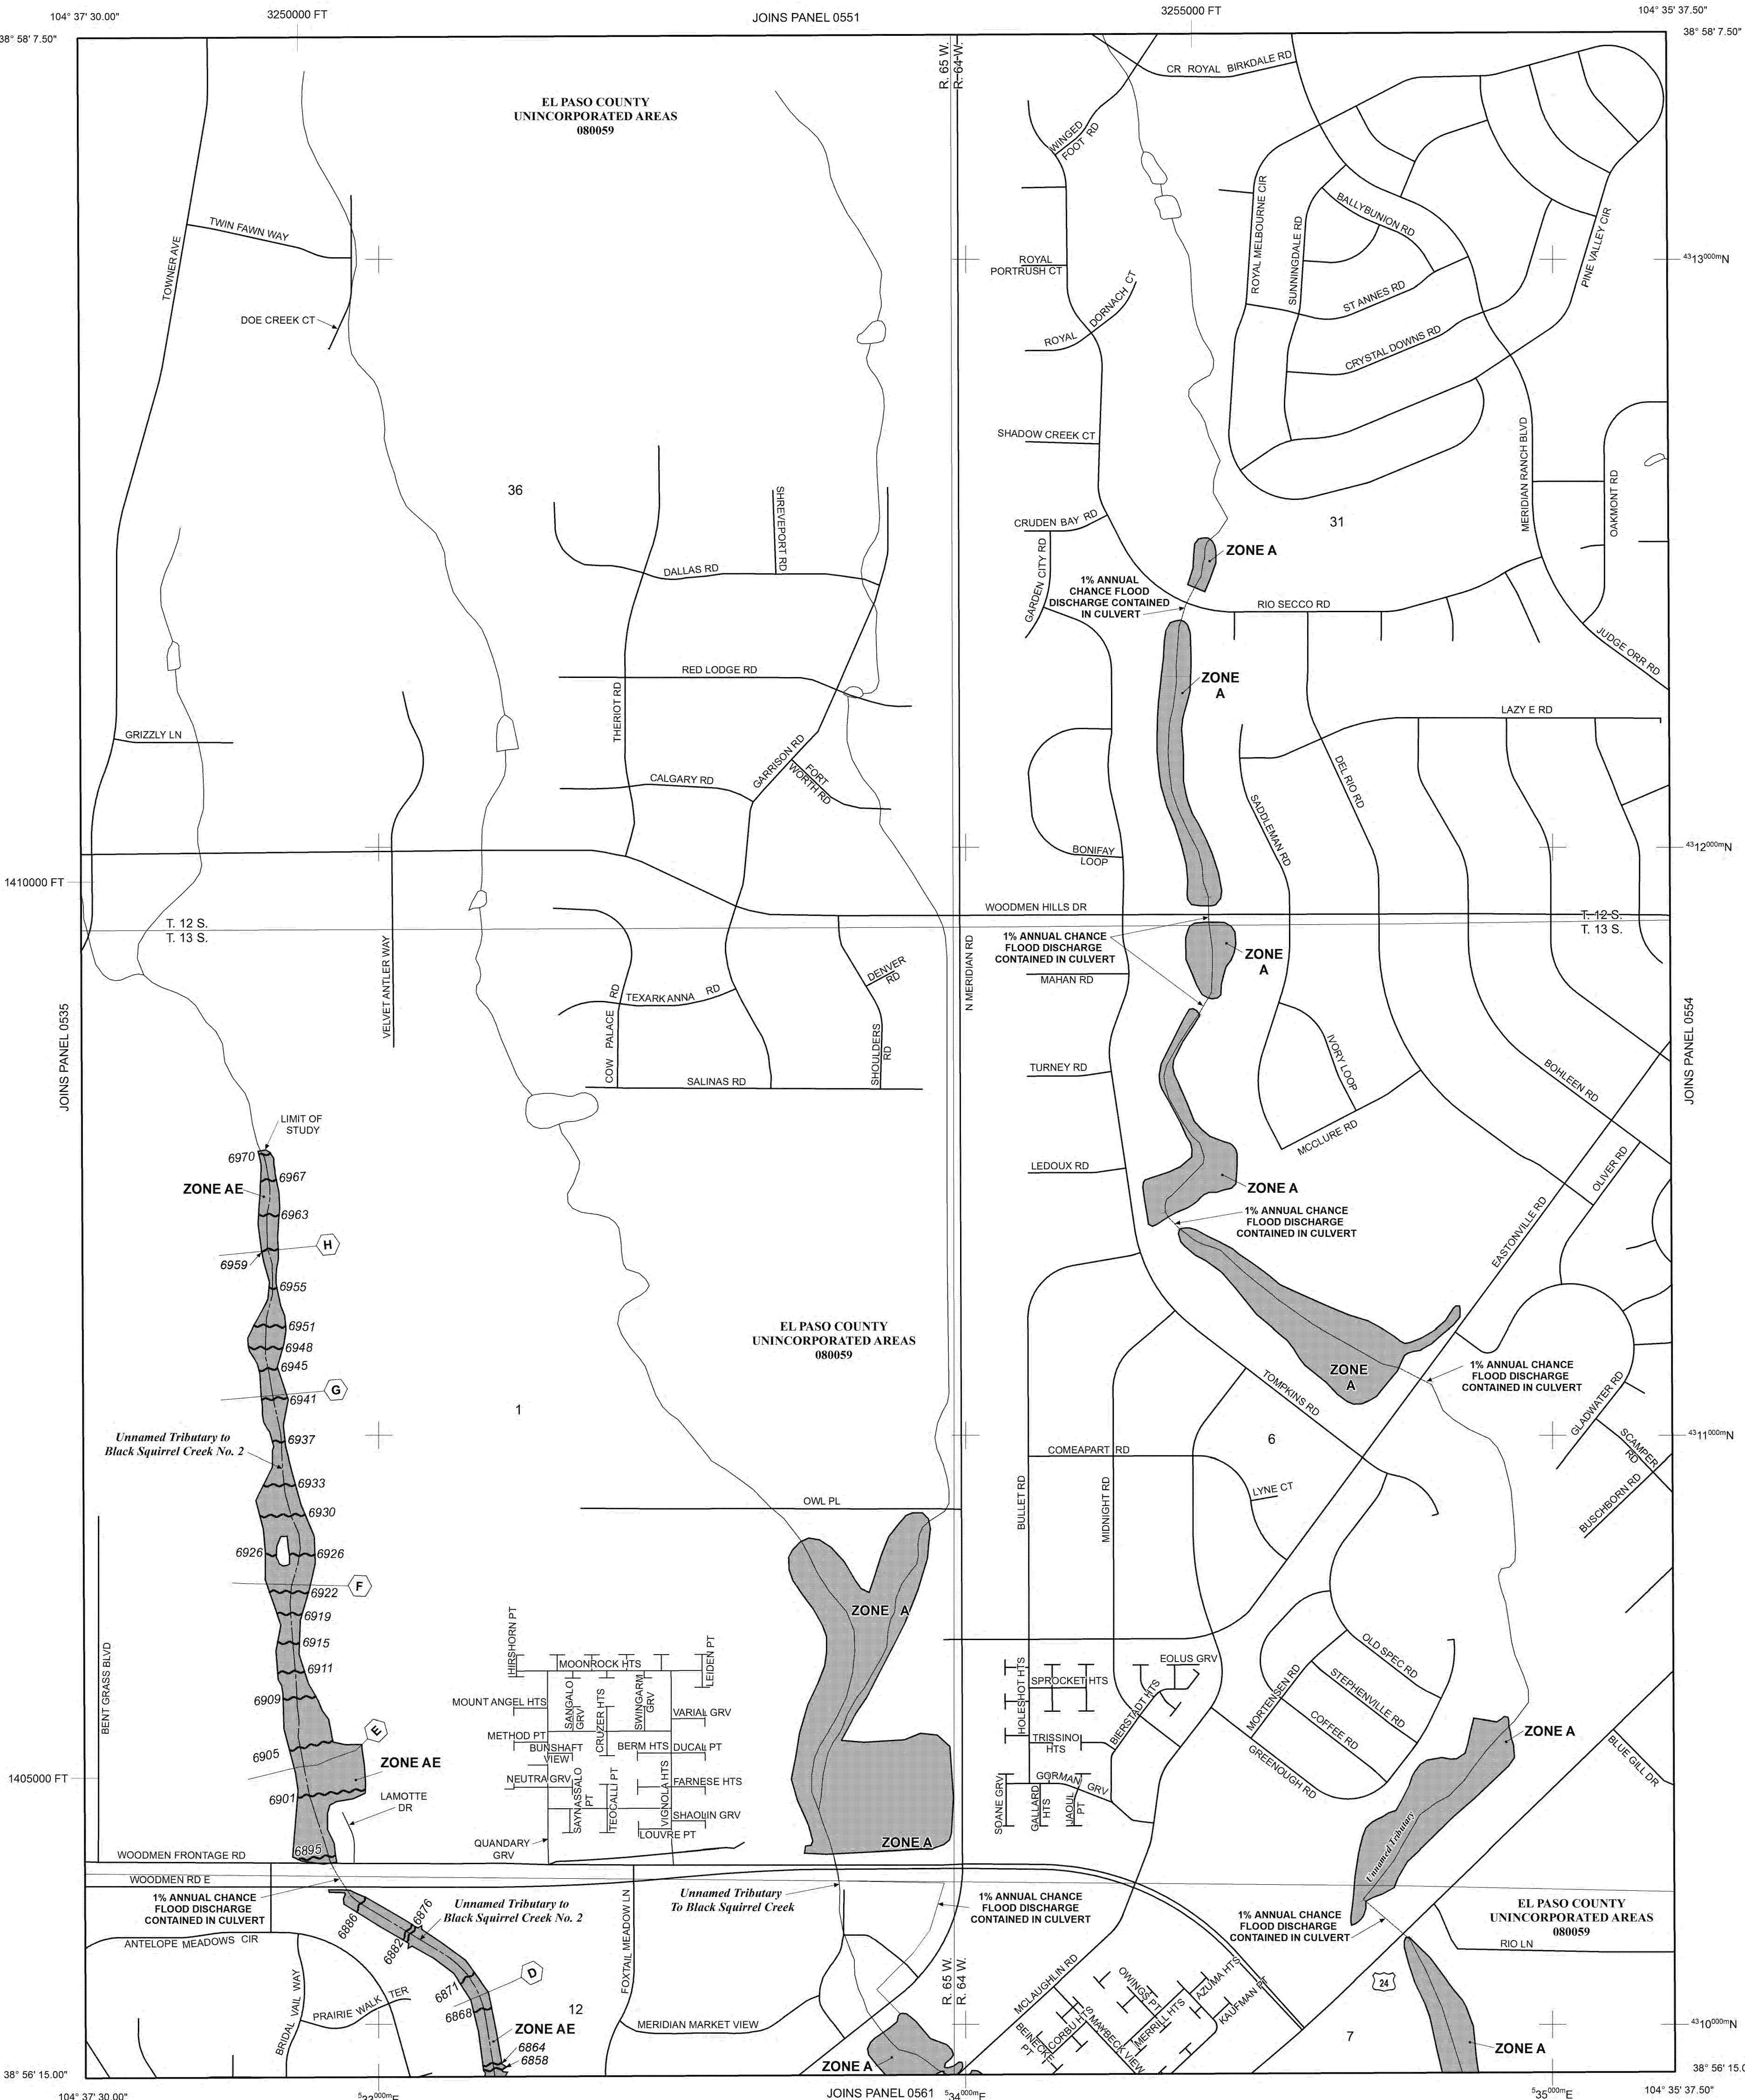 104° 37' 30.00"
3250000 FT
JOINS PANEL 0551
3255000 FT
104° 35' 37.50"
38° 58' 7.50"
38° 58' 7.50"
R. 65 W.
R. 64 W.
CR ROYAL BIRKDALE RD
EL PASO COUNTY
UNINCORPORATED AREAS
080059
WINGED
FOOT RD
TOWNER AVE
TWIN FAWN WAY
DOE CREEK CT
ROYAL
PORTRUSH CT
ROYAL DORNACH CT
ROYAL MELBOURNE CIR
SUNNINGDALE RD
BALLYBUNION RD
ST ANNES RD
CRYSTAL DOWNS RD
PINE VALLEY CIR
4313000mN
SHADOW CREEK CT
MERIDIAN RANCH BLVD
OAKMONT RD
36
SHREVEPORT RD
DALLAS RD
CRUDEN BAY RD
GARDEN CITY RD
31
ZONE A
1% ANNUAL
CHANCE FLOOD
DISCHARGE CONTAINED
IN CULVERT
RIO SECCO RD
JUDGE ORR RD
RED LODGE RD
THERIOT RD
ZONE
A
LAZY E RD
GRIZZLY LN
CALGARY RD
GARRISON RD
FORT
WORTH RD
SADDLEMAN RD
DEL RIO RD
BONIFAY
LOOP
4312000mN
1410000 FT
T. 12 S.
T. 13 S.
WOODMEN HILLS DR
T. 12 S.
T. 13 S.
VELVET ANTLER WAY
DENVER
RD
N MERIDIAN RD
1% ANNUAL CHANCE
FLOOD DISCHARGE
CONTAINED IN CULVERT
MAHAN RD
ZONE
A
JOINS PANEL 0535
COW PALACE RD
TEXARKANNA RD
SHOULDERS
RD
SALINAS RD
TURNEY RD
IVORY LOOP
MCCLURE RD
BOHLEEN RD
JOINS PANEL 0554
LIMIT OF
STUDY
6970
6967
ZONE AE
6963
H
6959
6955
6951
6948
6945
G
6941
6937
LEDOUX RD
ZONE A
1% ANNUAL CHANCE
FLOOD DISCHARGE
CONTAINED IN CULVERT
EASTONVILLE RD
OLIVER RD
EL PASO COUNTY
UNINCORPORATED AREAS
080059
ZONE
A
1% ANNUAL CHANCE
FLOOD DISCHARGE
CONTAINED IN CULVERT
TOMPKINS RD
GLADWATER RD
SCAMPER
RD
BUSCHBORN RD
4311000mN
1
6
Unnamed Tributary to
Black Squirrel Creek No. 2
6933
6930
6926
6926
F
6922
6919
6915
6911
6909
6905
E
ZONE AE
6901
6895
COMEAPART RD
LYNE CT
BULLET RD
MIDNIGHT RD
OWL PL
ZONE A
BENT GRASS BLVD
1405000 FT
LAMOTTE
DR
HIRSHORN PT
MOONROCK HTS
LEIDEN PT
MOUNT ANGEL HTS
SANGALO
GRV
CRUZER HTS
SWINGARM
GRV
VARIAL GRV
METHOD PT
BUNSHAFT
VIEW
BERM HTS
DUCAL PT
NEUTRA GRV
SAYNASSALO
PT
TEOCALLI PT
VIGNOLA HTS
FARNESE HTS
SHAOLIN GRV
LOUVRE PT
QUANDARY
GRV
ZONE A
HOLESHOT HTS
SPROCKET HTS
EOLUS GRV
BIERSTADT HTS
TRISSINO
HTS
GORMAN GRV
SOANE GRV
GALLARD
HTS
JAOUL
PT
MORTENSEN RD
OLD SPEC RD
STEPHENVILLE RD
COFFEE RD
GREENOUGH RD
ZONE A
BLUE GILL DR
Unnamed Tributary
WOODMEN FRONTAGE RD
WOODMEN RD E
1% ANNUAL CHANCE
FLOOD DISCHARGE
CONTAINED IN CULVERT
ANTELOPE MEADOWS CIR
BRIDAL VAIL WAY
PRAIRIE WALK TER
6886
6882
6876
Unnamed Tributary to
Black Squirrel Creek No. 2
6871
D
6868
12
ZONE AE
6864
6858
FOXTAIL MEADOW LN
MERIDIAN MARKET VIEW
Unnamed Tributary
To Black Squirrel Creek
1% ANNUAL CHANCE
FLOOD DISCHARGE
CONTAINED IN CULVERT
R. 65 W.
R. 64 W.
ZONE A
MCLAUGHLIN RD
BEINECKE
PT
CORBU HTS
S MAYBECK VIEW
OWINGS PT
MERRILL HTS
AZUMA HTS
KAUFMAN PT
1% ANNUAL CHANCE
FLOOD DISCHARGE
CONTAINED IN CULVERT
EL PASO COUNTY
UNINCORPORATED AREAS
080059
RIO LN
24
7
ZONE A
4310000mN
38° 56' 15.00"
38° 56' 15.0
104° 37' 30.00"
533000mE
JOINS PANEL 0561
534000mE
535000mE
104° 35' 37.50"